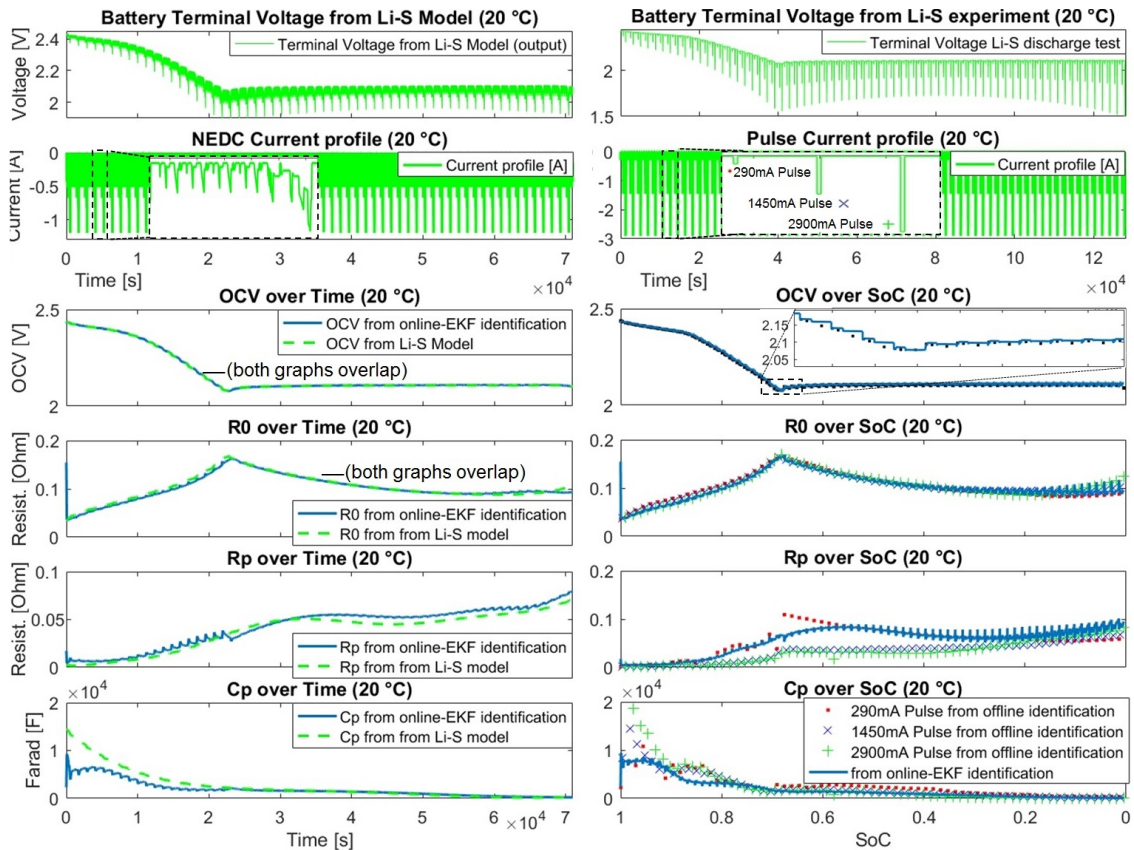 Battery Terminal Voltage from Li-S Model (20 °C)
Voltage [V]
2.4
2.2
2
Terminal Voltage from Li-S Model (output)
NEDC Current profile (20 °C)
Current [A]
0
-0.5
-1
Current profile [A]
0 1 2 3 4 5 6 7
Time [s]
×10⁴
OCV over Time (20 °C)
OCV [V]
2.5
2
OCV from online-EKF identification
OCV from Li-S Model
(both graphs overlap)
R0 over Time (20 °C)
Resist. [Ohm]
0.2
0.1
0
(both graphs overlap)
R0 from online-EKF identification
R0 from Li-S model
Rp over Time (20 °C)
Resist. [Ohm]
0.1
0.05
0
Rp from online-EKF identification
Rp from from Li-S model
Cp over Time (20 °C)
×10⁴
Farad [F]
2
1
0
Cp from online-EKF identification
Cp from from Li-S model
0 1 2 3 4 5 6 7
×10⁴
Time [s]
Battery Terminal Voltage from Li-S experiment (20 °C)
2
1.5
Terminal Voltage Li-S discharge test
Pulse Current profile (20 °C)
0
-1
-2
-3
Current profile [A]
290mA Pulse
1450mA Pulse
2900mA Pulse
0 2 4 6 8 10 12
Time [s]
×10⁴
OCV over SoC (20 °C)
2.5
2
2.15
2.1
2.05
R0 over SoC (20 °C)
0.2
0.1
0
Rp over SoC (20 °C)
0.2
0.1
0
Cp over SoC (20 °C)
×10⁴
2
1
0
290mA Pulse from offline identification
1450mA Pulse from offline identification
2900mA Pulse from offline identification
from online-EKF identification
1 0.8 0.6 0.4 0.2 0
SoC